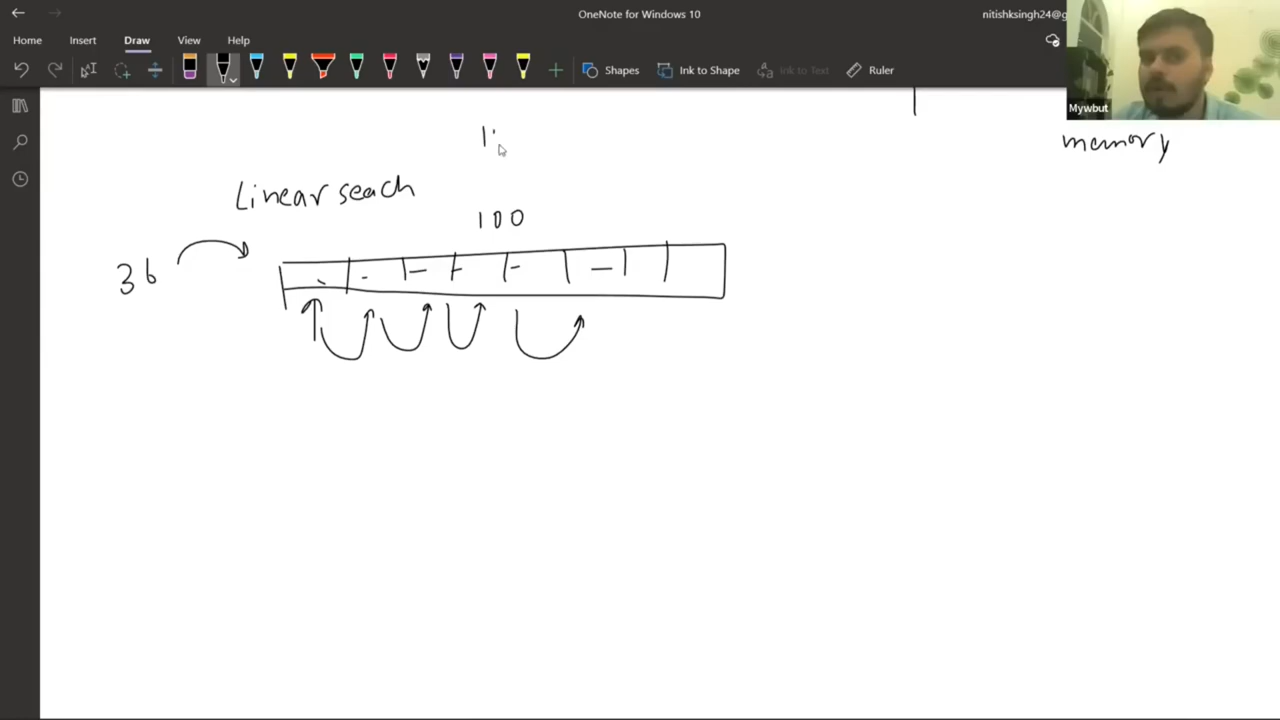 OneNote for Windows 10
nitishksingh24@g
Home Insert Draw View Help
Shapes Ink to Shape Ink to Text Ruler
Mywbut
memory
Linear seach
100
36